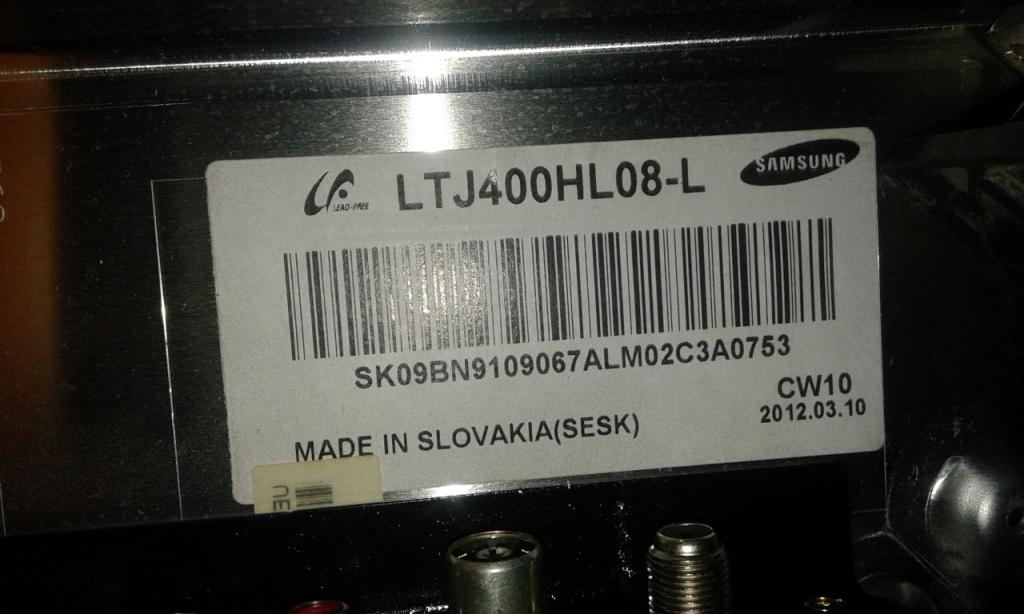 LEAD-FREE
LTJ400HL08-L
SAMSUNG
SK09BN9109067ALM02C3A0753
CW10
2012.03.10
MADE IN SLOVAKIA(SESK)